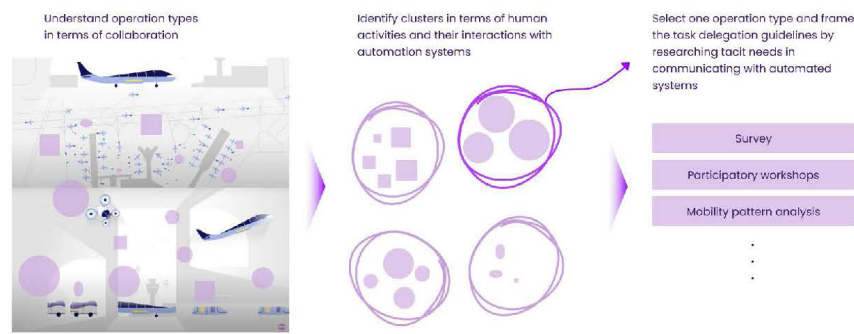 Understand operation types
in terms of collaboration
Identify clusters in terms of human
activities and their interactions with
automation systems
Select one operation type and frame
the task delegation guidelines by
researching tacit needs in
communicating with automated
systems
Survey
Participatory workshops
Mobility pattern analysis